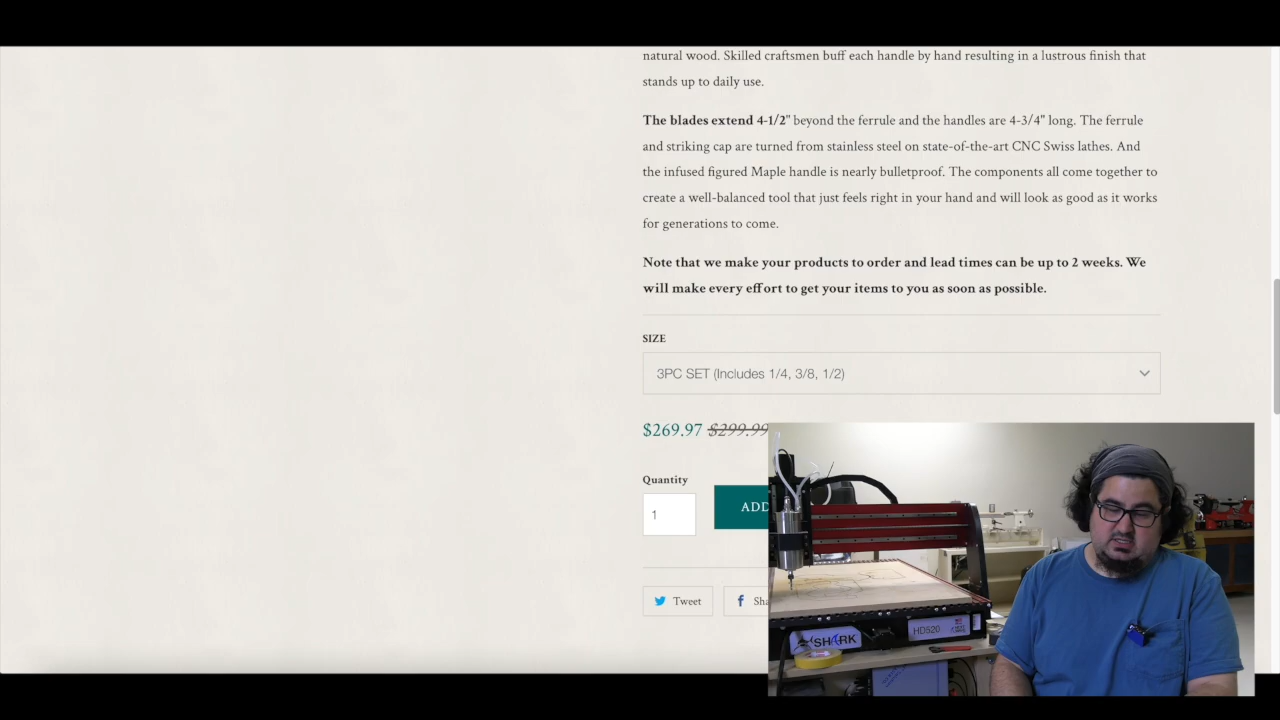 natural wood. Skilled craftsmen buff each handle by hand resulting in a lustrous finish that
stands up to daily use.
The blades extend 4-1/2" beyond the ferrule and the handles are 4-3/4" long. The ferrule
and striking cap are turned from stainless steel on state-of-the-art CNC Swiss lathes. And
the infused figured Maple handle is nearly bulletproof. The components all come together to
create a well-balanced tool that just feels right in your hand and will look as good as it works
for generations to come.
Note that we make your products to order and lead times can be up to 2 weeks. We
will make every effort to get your items to you as soon as possible.
SIZE
3PC SET (Includes 1/4, 3/8, 1/2)
$269.97 $299.99
Quantity
1
ADD
Tweet
Sha
SHARK
HD520